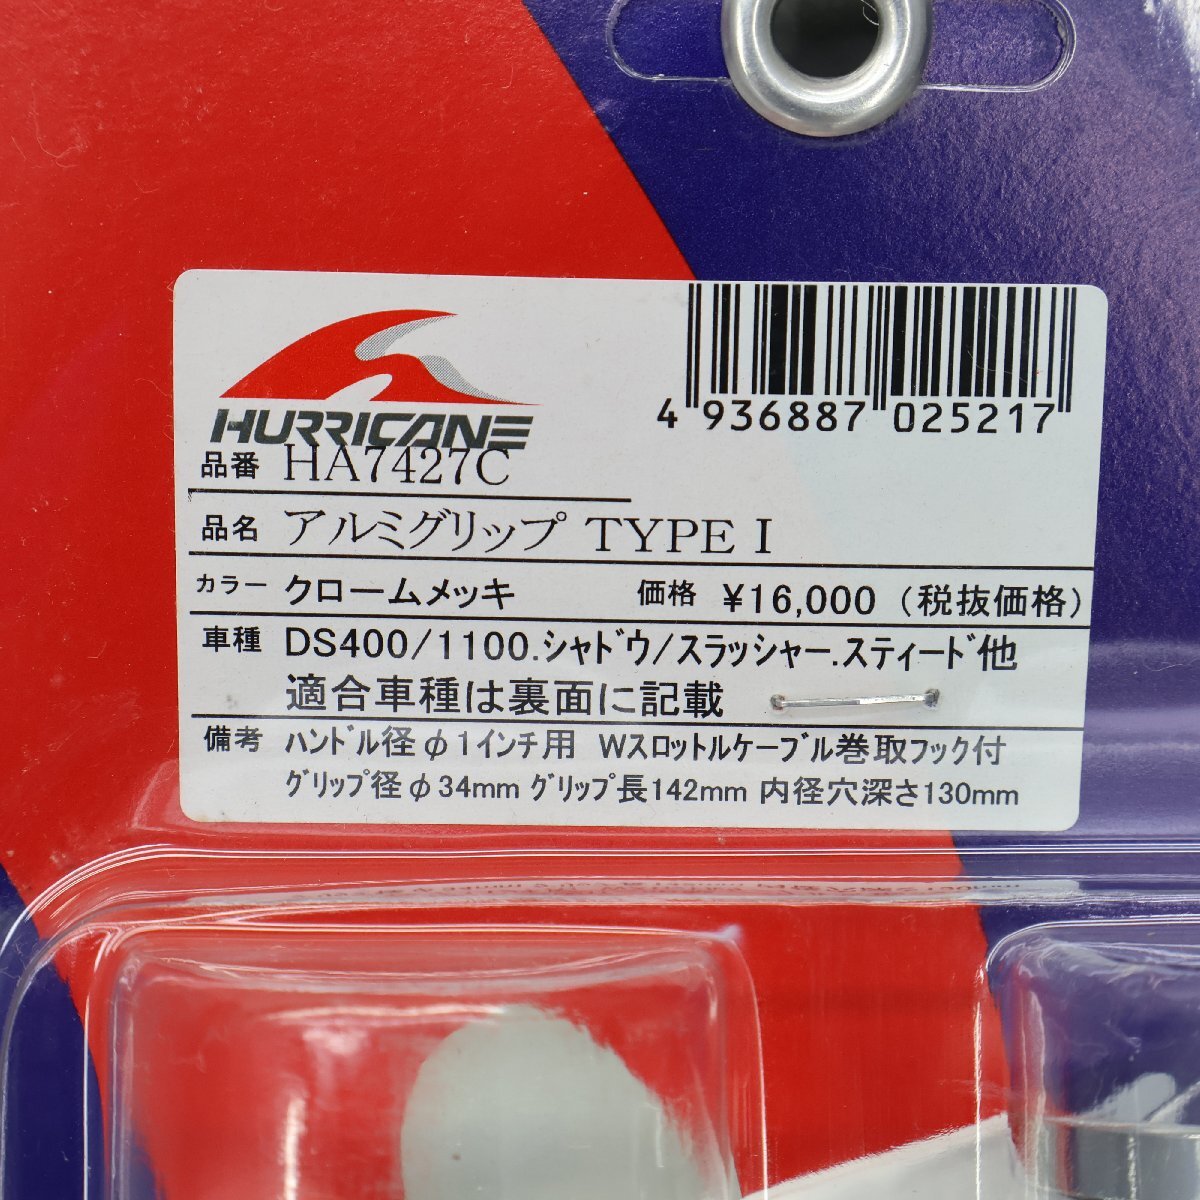 HURRICANE
4 936887 025217
品番 HA7427C
品名 アルミグリップ TYPE I
カラー クロームメッキ 価格 ¥16,000 (税抜価格)
車種 DS400/1100.シャドウ/スラッシャー.スティード他
適合車種は裏面に記載
備考 ハンドル径φ1インチ用 Wスロットルケーブル巻取フック付
グリップ径φ34mm グリップ長142mm 内径穴深さ130mm